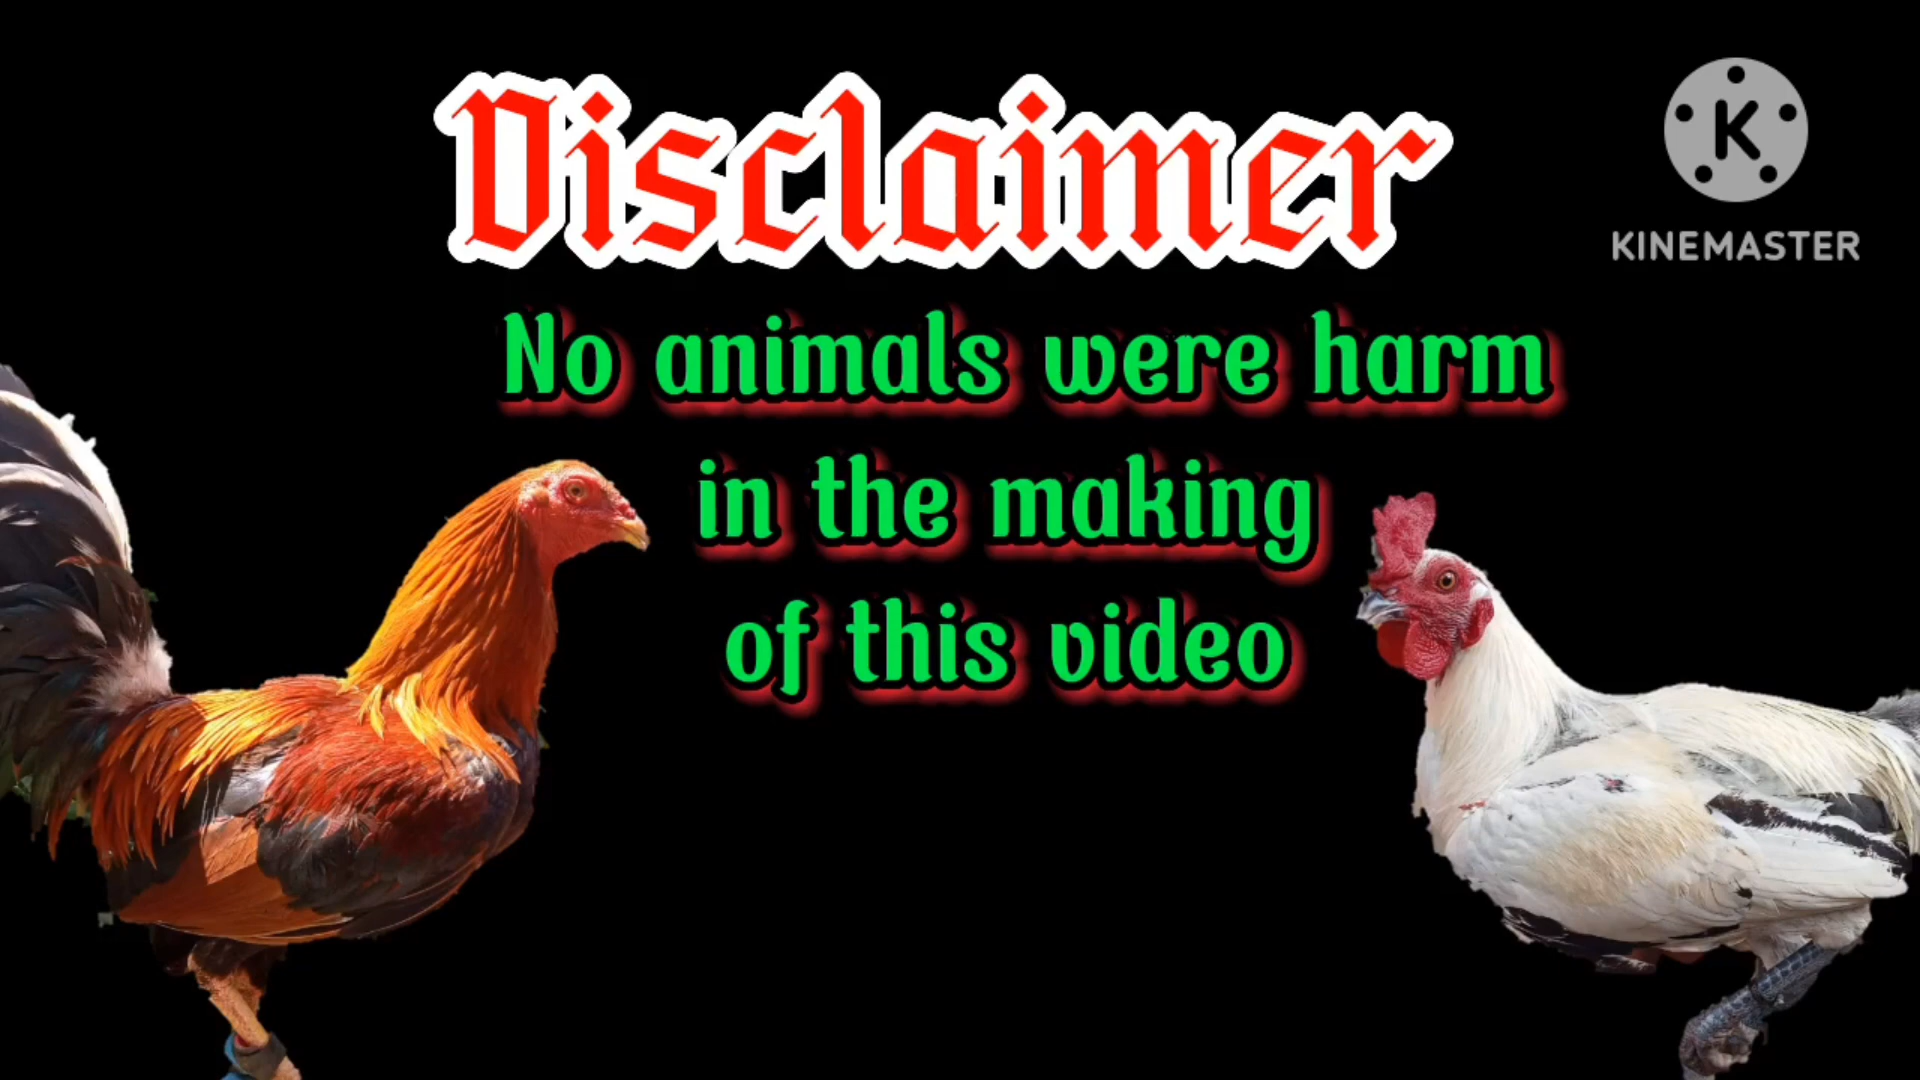 Disclaimer
K
KINEMASTER
No animals were harm
in the making
of this video